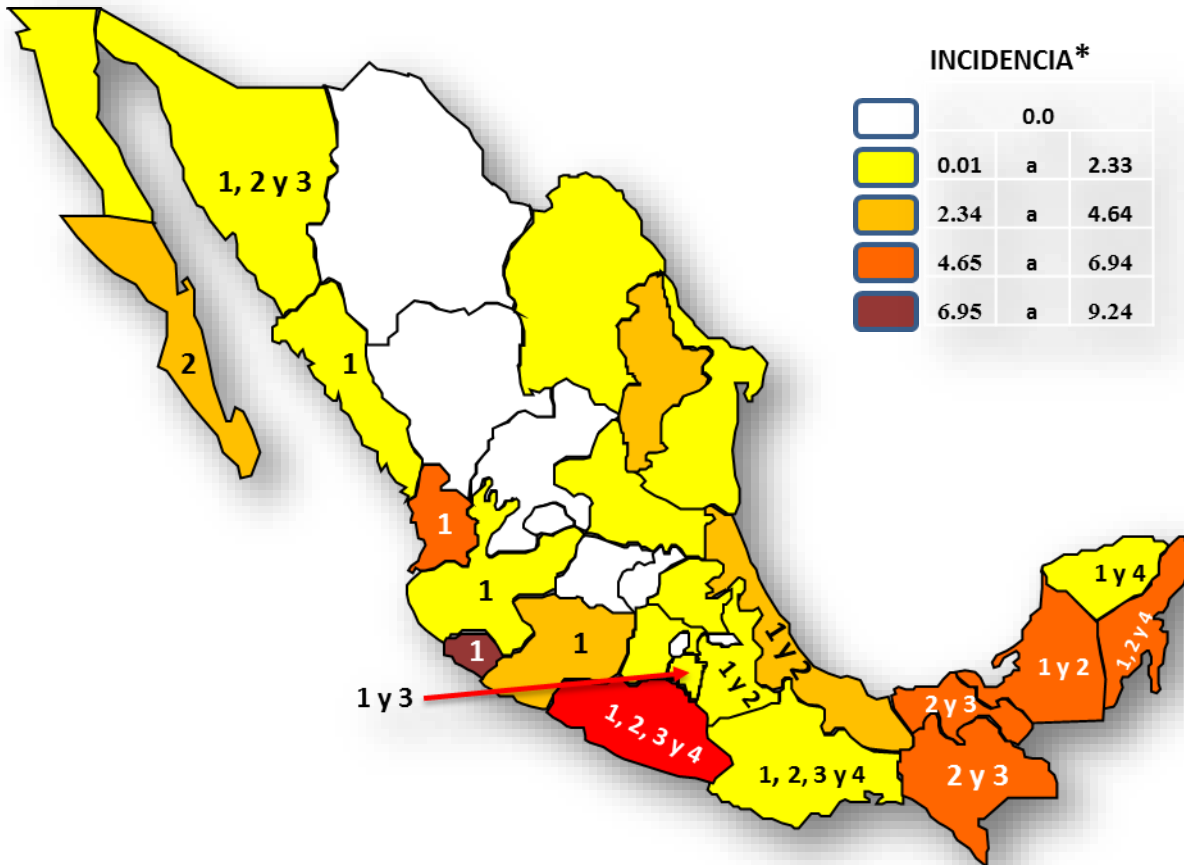 INCIDENCIA*
0.0
0.01 a 2.33
2.34 a 4.64
4.65 a 6.94
6.95 a 9.24
1, 2 y 3
2
1
1
1
1
1
1 y 3
1 y 2
1 y 2
1, 2, 3 y 4
1, 2, 3 y 4
2 y 3
2 y 3
1 y 2
1 y 4
1, 2 y 4